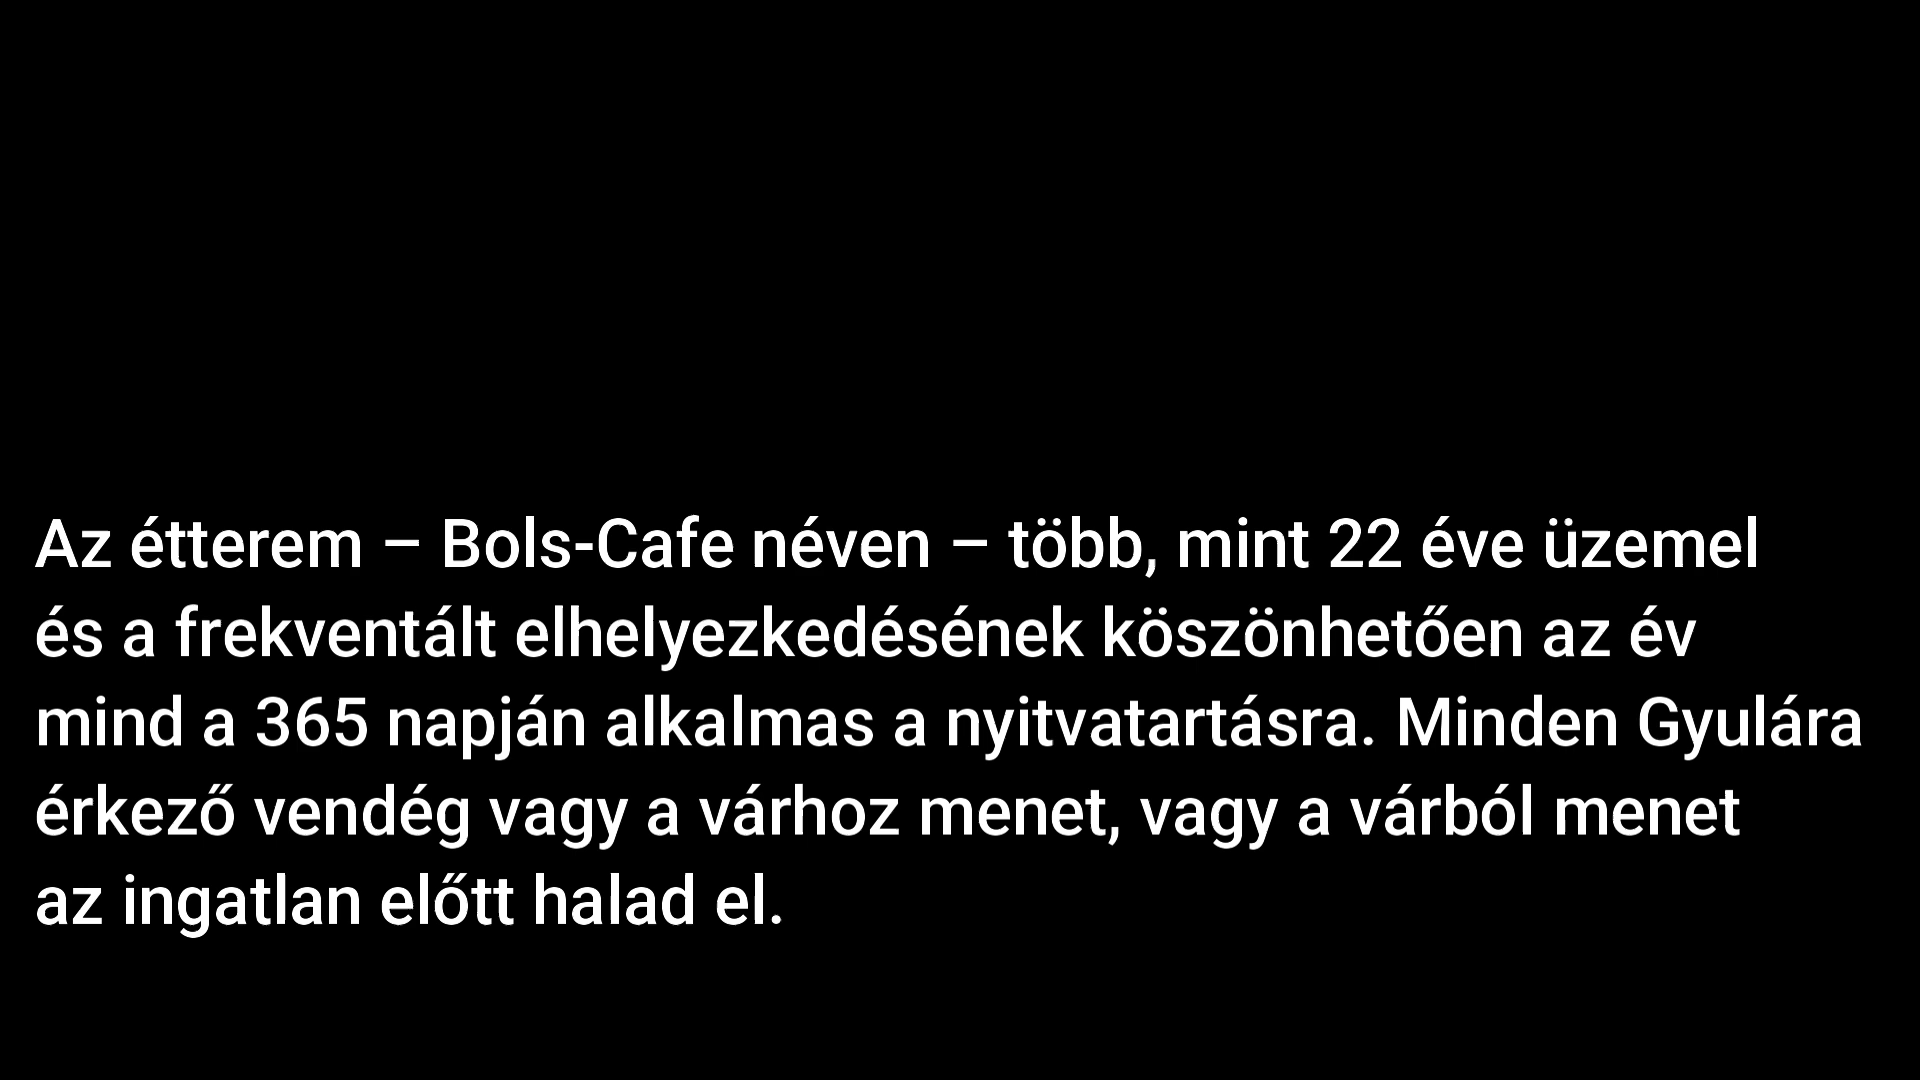 Az étterem – Bols-Cafe néven – több, mint 22 éve üzemel
és a frekventált elhelyezkedésének köszönhetően az év
mind a 365 napján alkalmas a nyitvatartásra. Minden Gyulára
érkező vendég vagy a várhoz menet, vagy a várból menet
az ingatlan előtt halad el.